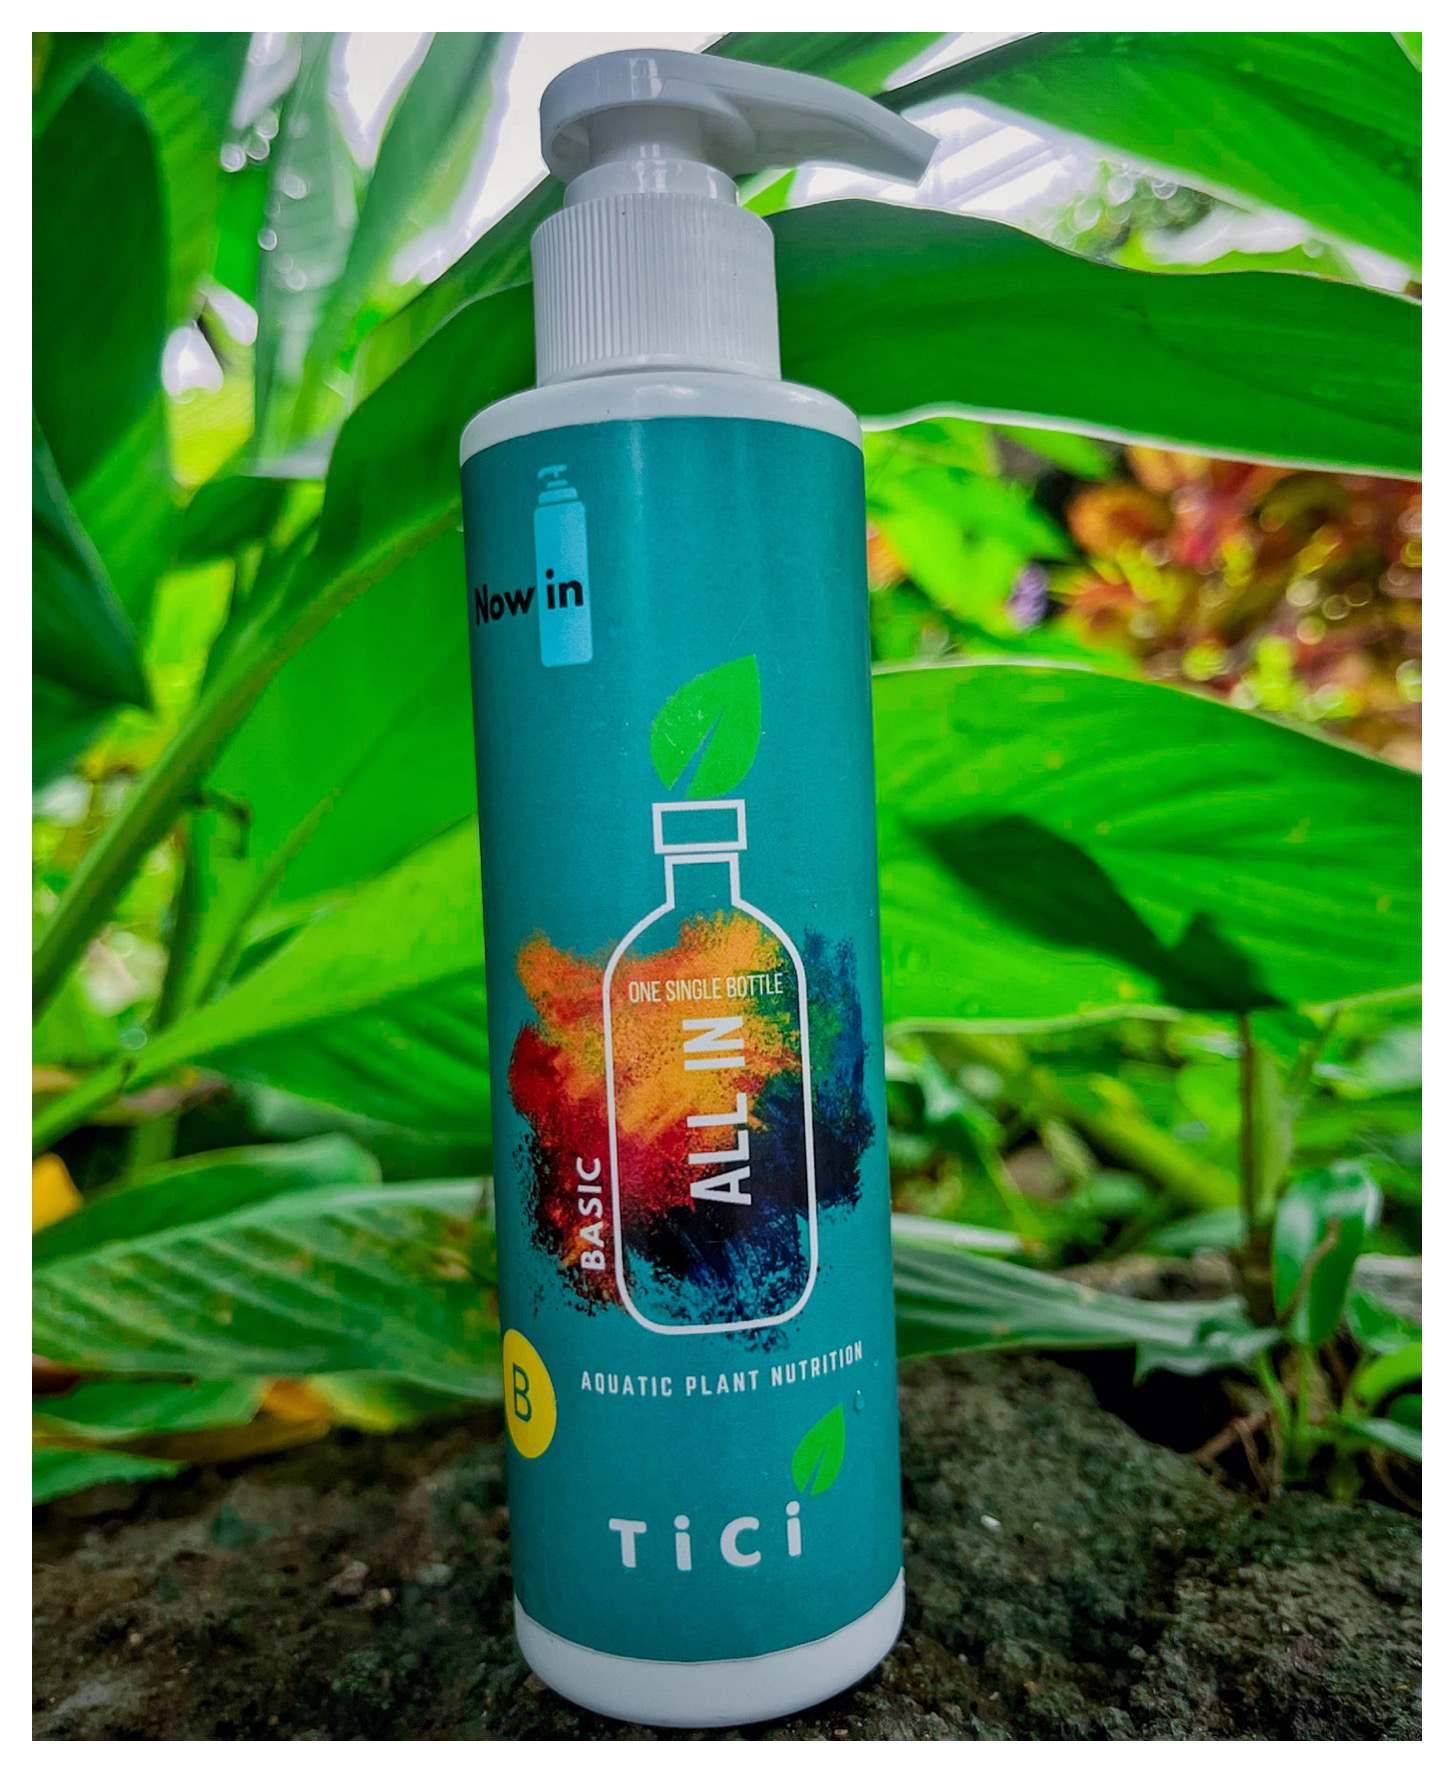 Now in
ONE SINGLE BOTTLE
ALL IN
BASIC
B
AQUATIC PLANT NUTRITION
TiCi